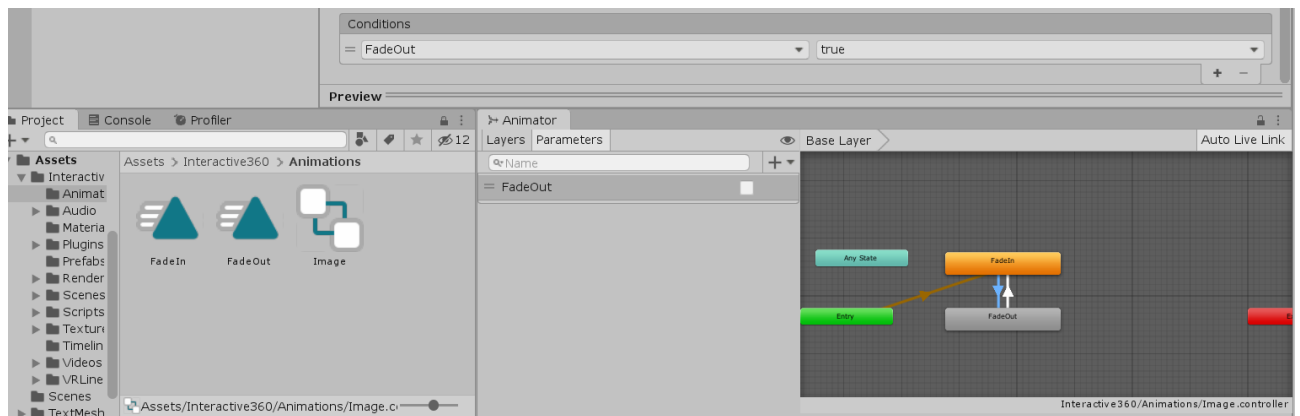 Conditions
FadeOut true
+ −
Preview
Project Console Profiler
12
Assets
Interactiv
Animat
Audio
Materia
Plugins
Prefabs
Render
Scenes
Scripts
Texture
Timelin
Videos
VRLine
Scenes
TextMesh
Assets > Interactive360 > Animations
FadeIn FadeOut Image
Assets/Interactive360/Animations/Image.co
Animator
Layers Parameters
Name
FadeOut
Base Layer Auto Live Link
Any State FadeIn
Entry FadeOut
Interactive360/Animations/Image.controller